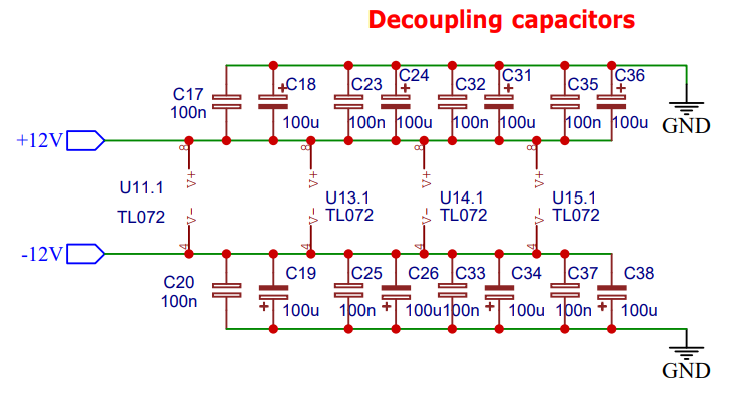 Decoupling capacitors
C17
100n
C18
100u
C23
100n
C24
100u
C32
100n
C31
100u
C35
100n
C36
100u
GND
+12V
U11.1
TL072
8
V+
V-
4
U13.1
TL072
8
V+
V-
4
U14.1
TL072
8
V+
V-
4
U15.1
TL072
8
V+
V-
4
-12V
C20
100n
C19
100u
C25
100n
C26
100u
C33
100n
C34
100u
C37
100n
C38
100u
GND